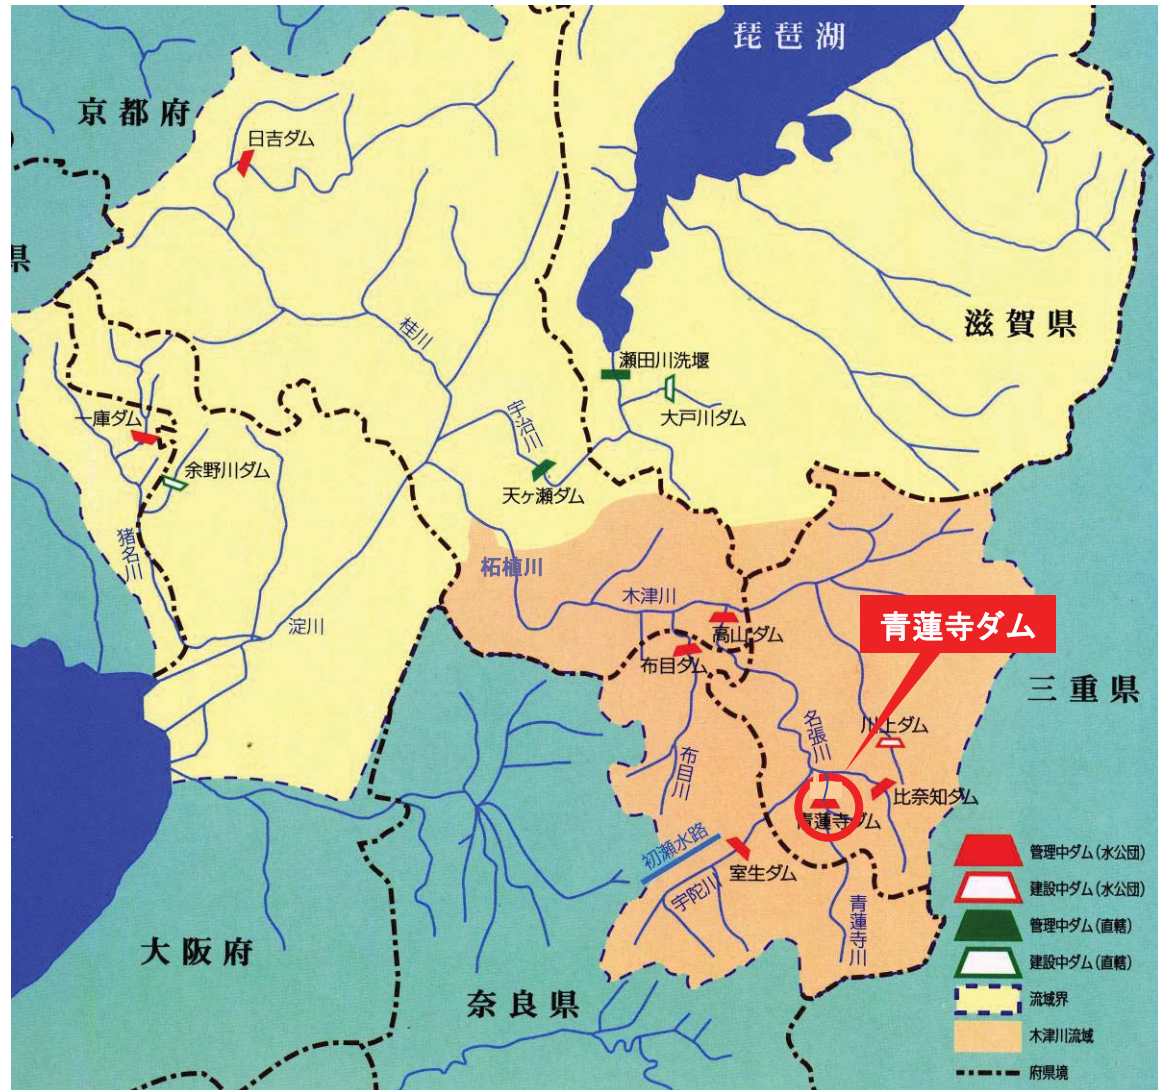 琵琶湖
京都府
日吉ダム
県
滋賀県
桂川
瀬田川洗堰
大戸川ダム
宇治川
一庫ダム
余野川ダム
天ヶ瀬ダム
猪名川
柘植川
淀川
木津川
高山ダム
布目ダム
青蓮寺ダム
三重県
名張川
川上ダム
布目川
比奈知ダム
青蓮寺ダム
初瀬水路
室生ダム
宇陀川
青蓮寺川
大阪府
奈良県
管理中ダム(水公団)
建設中ダム(水公団)
管理中ダム(直轄)
建設中ダム(直轄)
流域界
木津川流域
府県境